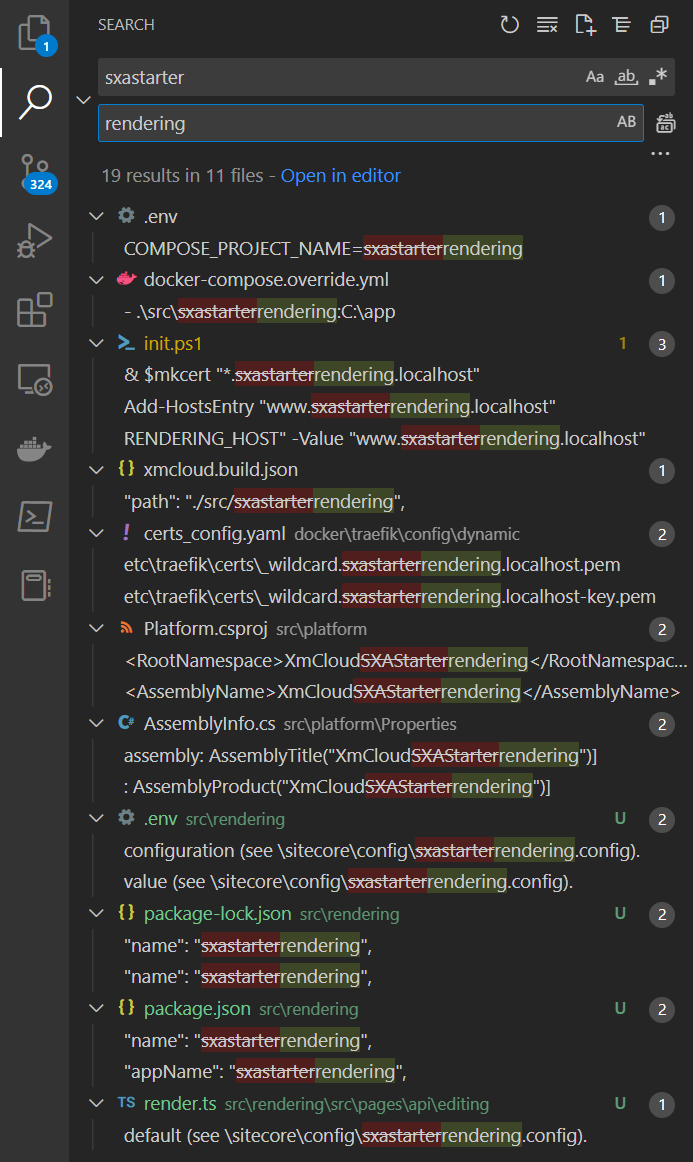 SEARCH
1
sxastarter
Aa ab .*
rendering
AB
ab ac
324
...
19 results in 11 files - Open in editor
.env 1
COMPOSE_PROJECT_NAME=sxastarterrendering
docker-compose.override.yml 1
- .\src\sxastarterrendering:C:\app
init.ps1 1 3
& $mkcert "*.sxastarterrendering.localhost"
Add-HostsEntry "www.sxastarterrendering.localhost"
RENDERING_HOST" -Value "www.sxastarterrendering.localhost"
{} xmcloud.build.json 1
"path": "./src/sxastarterrendering",
! certs_config.yaml docker\traefik\config\dynamic 2
etc\traefik\certs\_wildcard.sxastarterrendering.localhost.pem
etc\traefik\certs\_wildcard.sxastarterrendering.localhost-key.pem
Platform.csproj src\platform 2
<RootNamespace>XmCloudSXAStarterrendering</RootNamespac...
<AssemblyName>XmCloudSXAStarterrendering</AssemblyName>
C# AssemblyInfo.cs src\platform\Properties 2
assembly: AssemblyTitle("XmCloudSXAStarterrendering")]
: AssemblyProduct("XmCloudSXAStarterrendering")]
.env src\rendering U 2
configuration (see \sitecore\config\sxastarterrendering.config).
value (see \sitecore\config\sxastarterrendering.config).
{} package-lock.json src\rendering U 2
"name": "sxastarterrendering",
"name": "sxastarterrendering",
{} package.json src\rendering U 2
"name": "sxastarterrendering",
"appName": "sxastarterrendering",
TS render.ts src\rendering\src\pages\api\editing U 1
default (see \sitecore\config\sxastarterrendering.config).